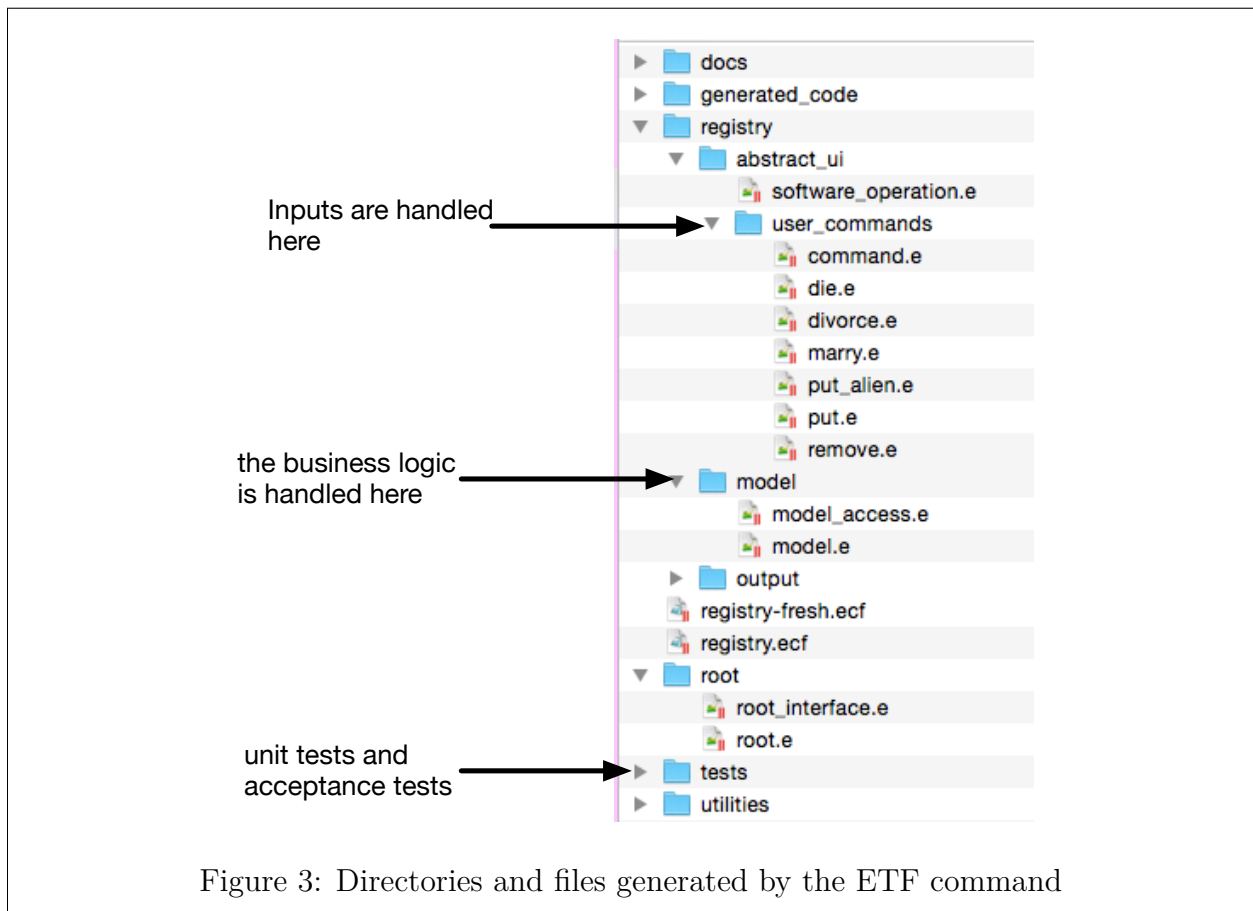 docs
generated_code
registry
abstract_ui
software_operation.e
Inputs are handled
here
user_commands
command.e
die.e
divorce.e
marry.e
put_alien.e
put.e
remove.e
the business logic
is handled here
model
model_access.e
model.e
output
registry-fresh.ecf
registry.ecf
root
root_interface.e
root.e
unit tests and
acceptance tests
tests
utilities
Figure 3: Directories and files generated by the ETF command